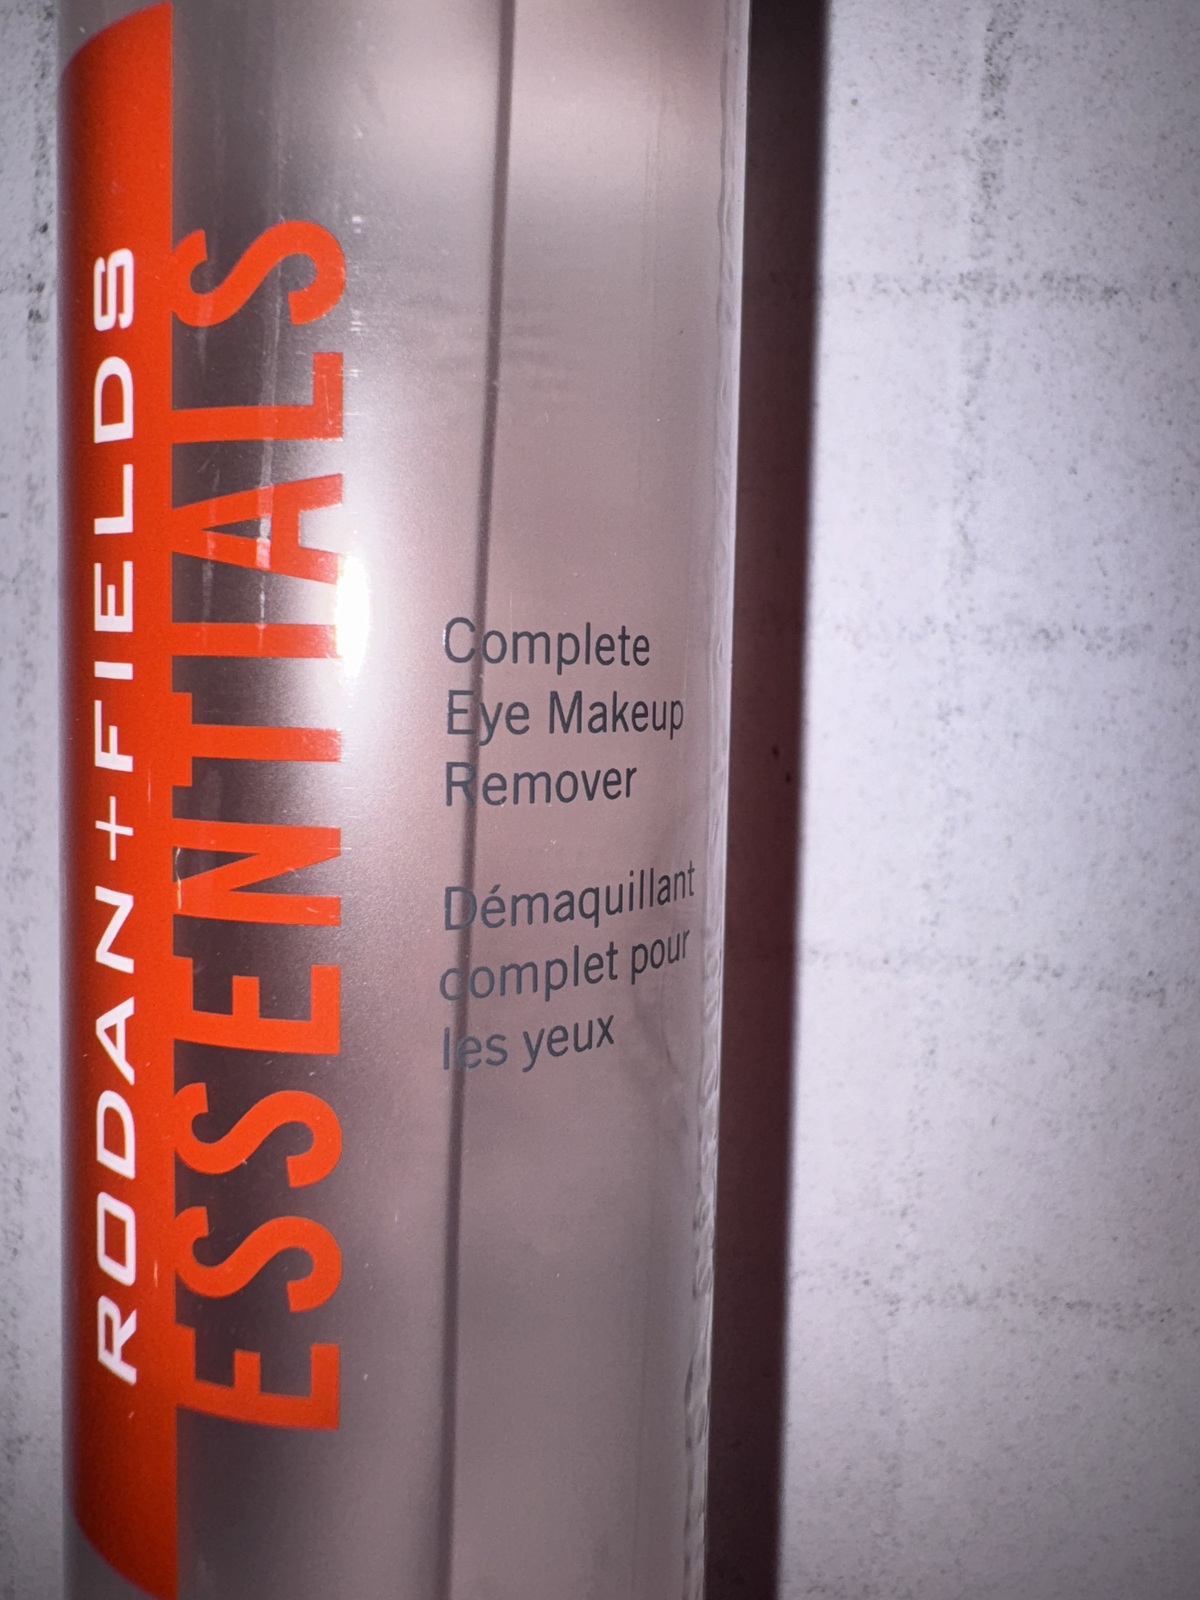 RODAN+FIELDS
ESSENTIALS
Complete
Eye Makeup
Remover
Démaquillant
complet pour
les yeux